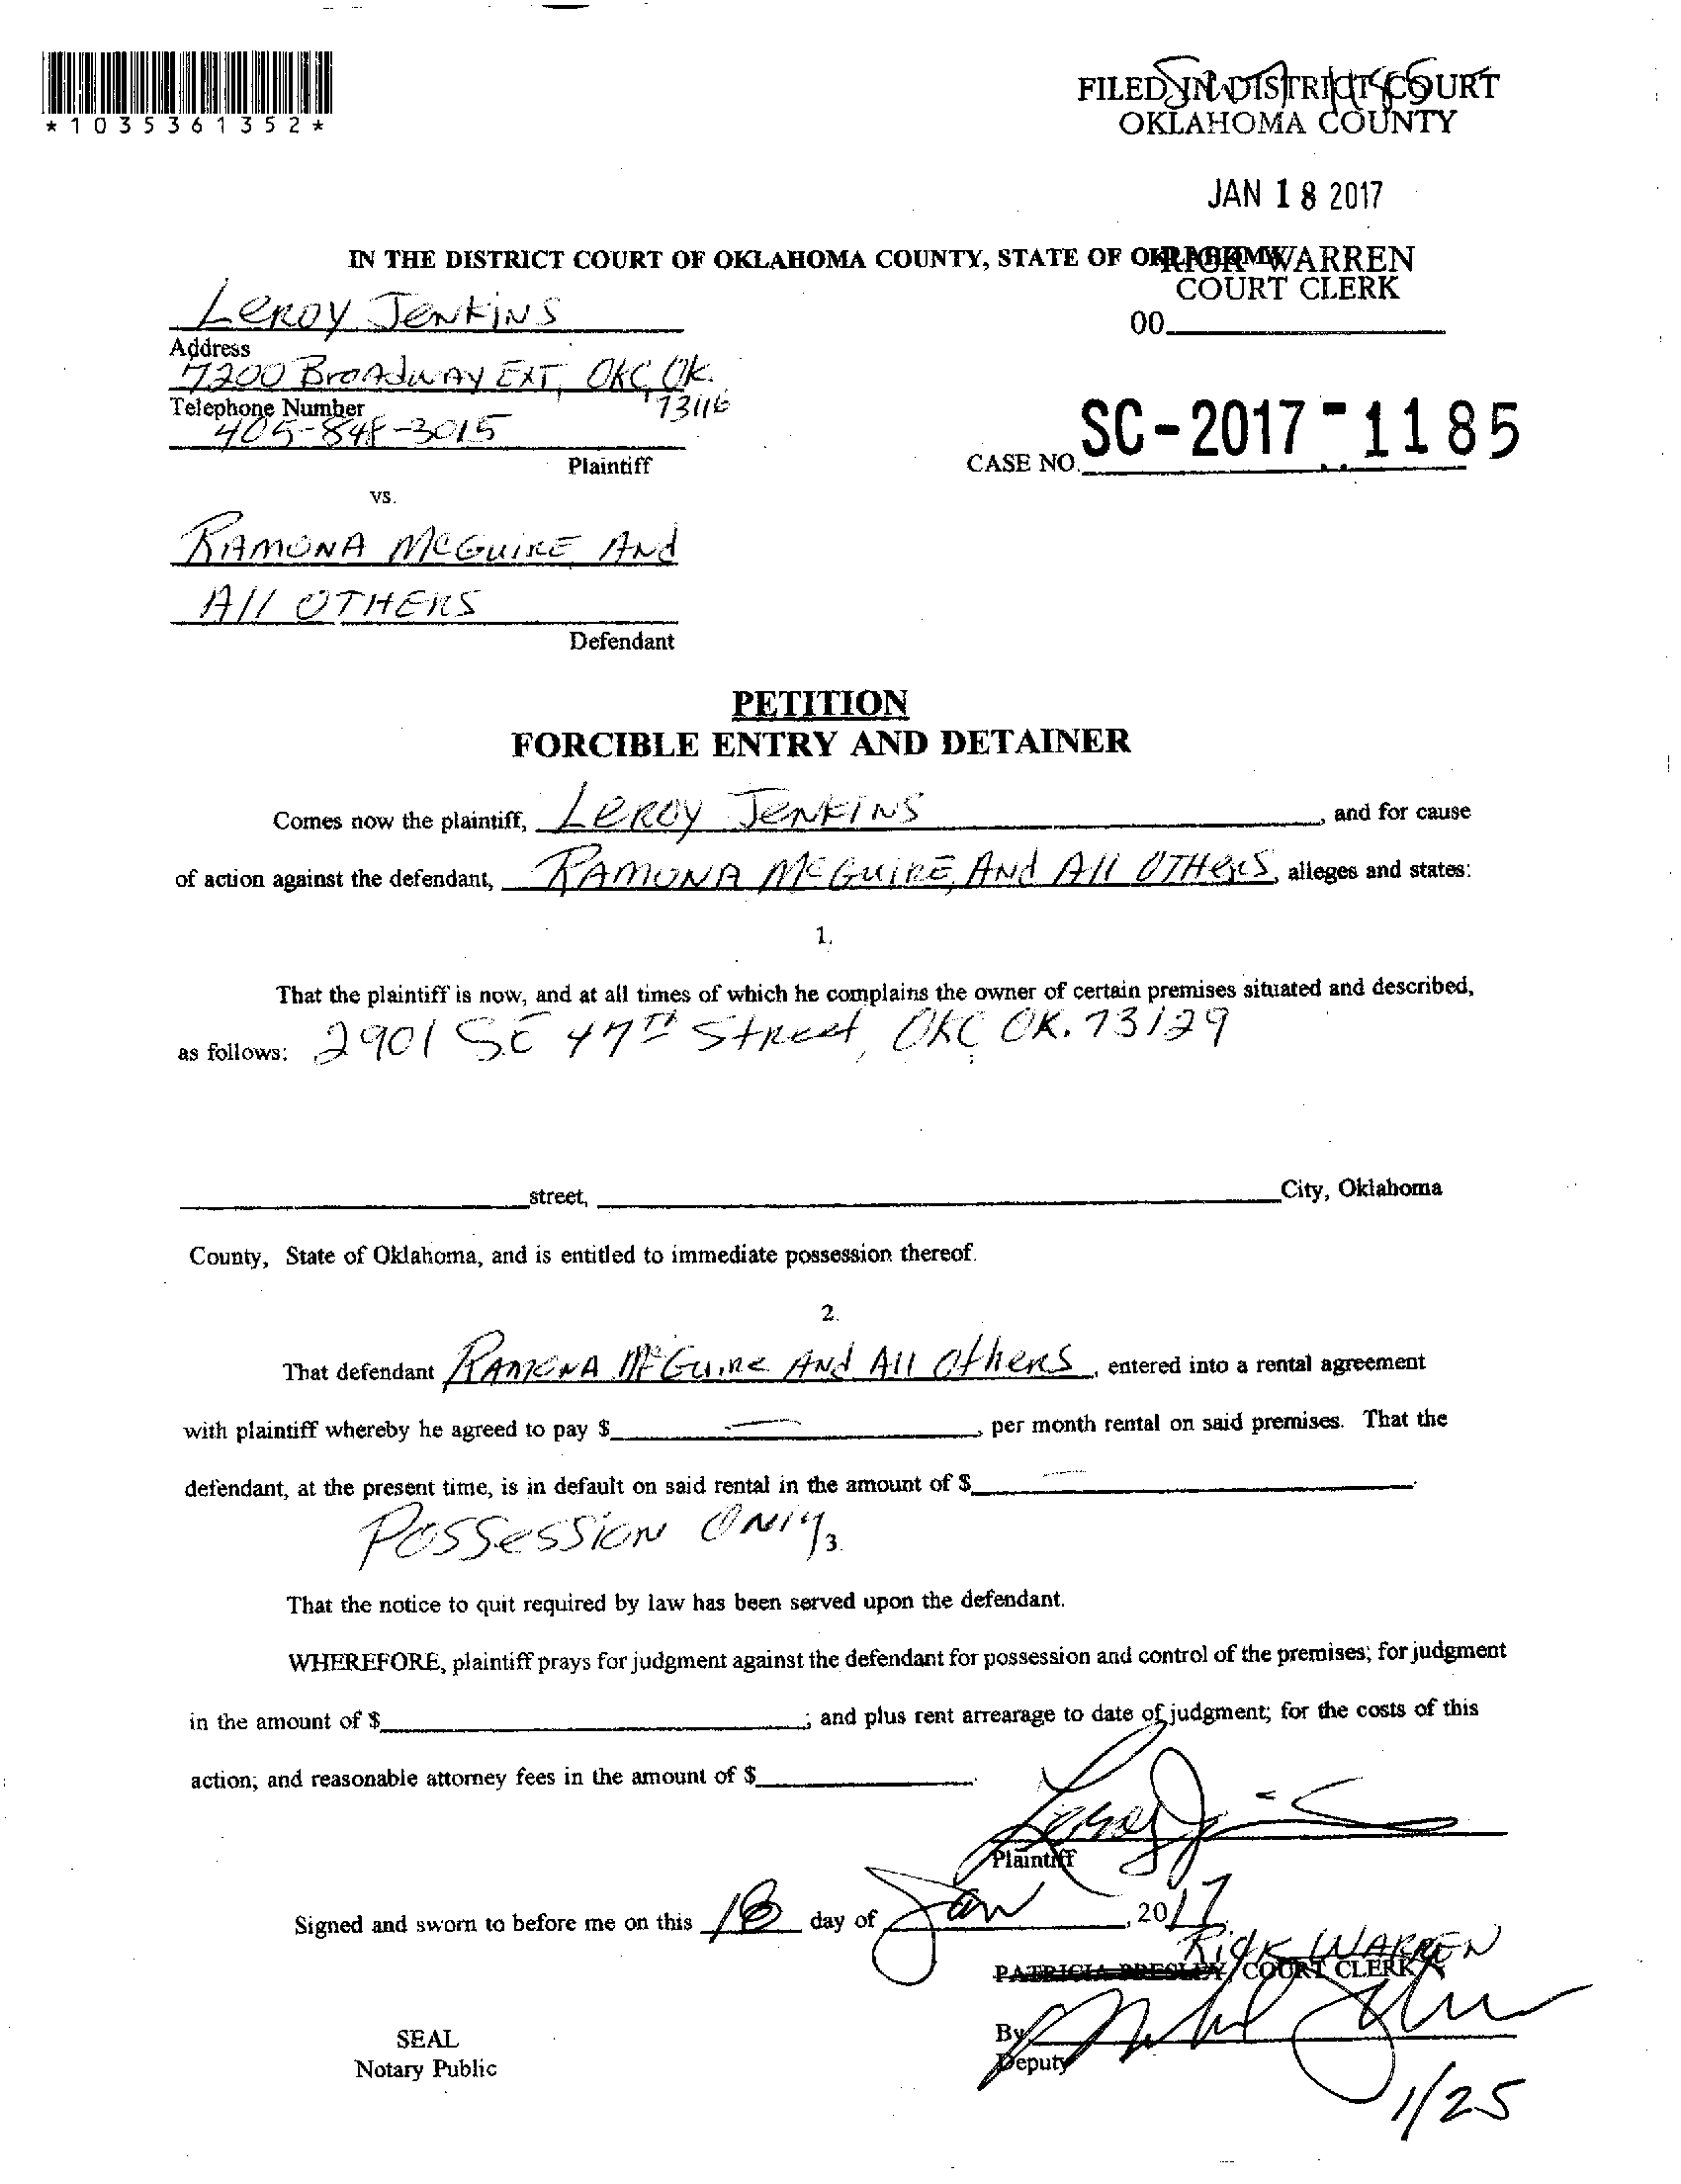 *1035361352*
FILED IN DISTRICT COURT
OKLAHOMA COUNTY
JAN 18 2017
RICK WARREN
COURT CLERK
00
IN THE DISTRICT COURT OF OKLAHOMA COUNTY, STATE OF OKLAHOMA
Leroy Jenkins
Address
7200 Broadway Ext, OKC, OK.
73116
Telephone Number
405-848-3015
Plaintiff
CASE NO. SC-2017-1185
vs.
Ramona McGuire And
All OTHERS
Defendant
PETITION
FORCIBLE ENTRY AND DETAINER
Comes now the plaintiff, Leroy Jenkins, and for cause
of action against the defendant, Ramona McGuire, And All OTHers, alleges and states:
1.
That the plaintiff is now, and at all times of which he complains the owner of certain premises situated and described,
as follows: 2901 SE 47TH Street, OKC OK. 73129
street, City, Oklahoma
County, State of Oklahoma, and is entitled to immediate possession thereof.
2.
That defendant Ramona McGuire And All Others, entered into a rental agreement
with plaintiff whereby he agreed to pay $ —, per month rental on said premises. That the
defendant, at the present time, is in default on said rental in the amount of $ —.
Possession Only
3.
That the notice to quit required by law has been served upon the defendant.
WHEREFORE, plaintiff prays for judgment against the defendant for possession and control of the premises; for judgment
in the amount of $; and plus rent arrearage to date of judgment; for the costs of this
action; and reasonable attorney fees in the amount of $.
Leroy Jenkins
Plaintiff
Signed and sworn to before me on this 18 day of Jan, 2017
Rick Warren
PATRICIA PRESLEY, COURT CLERK
By
Deputy
SEAL
Notary Public
1/25